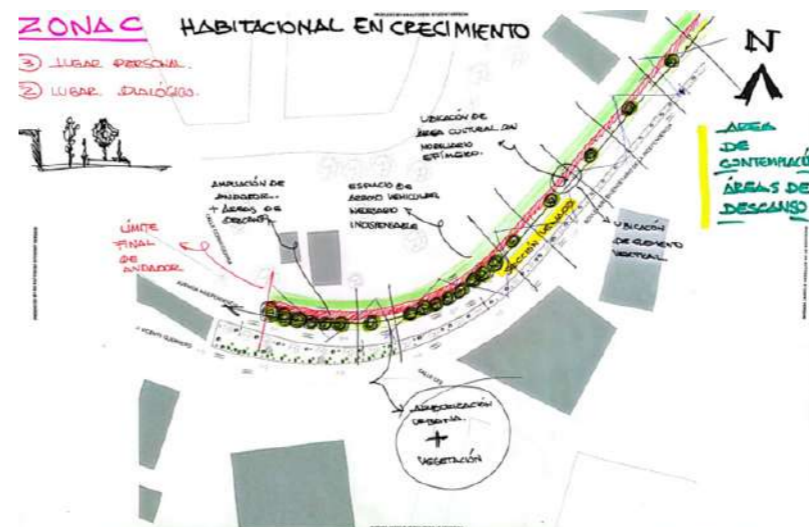 ZONA C
HABITACIONAL EN CRECIMIENTO
③ LUGAR PERSONAL.
② LUGAR DIALÓGICO.
N
ÁREA
DE
CONTEMPLACIÓN
ÁREAS DE
DESCANSO
UBICACIÓN DE
ÁREA CULTURAL CON
MOBILIARIO
EFÍMERO.
AMPLIACIÓN DE
ANDADOR
+ ÁREAS DE
DESCANSO
ESPACIO DE
ARROYO VEHICULAR
NECESARIO
INDISPENSABLE
LÍMITE
FINAL
DE
ANDADOR
UBICACIÓN
DE ELEMENTO
VERTICAL.
SECCIÓN
ARBORIZACIÓN
URBANA.
+
VEGETACIÓN